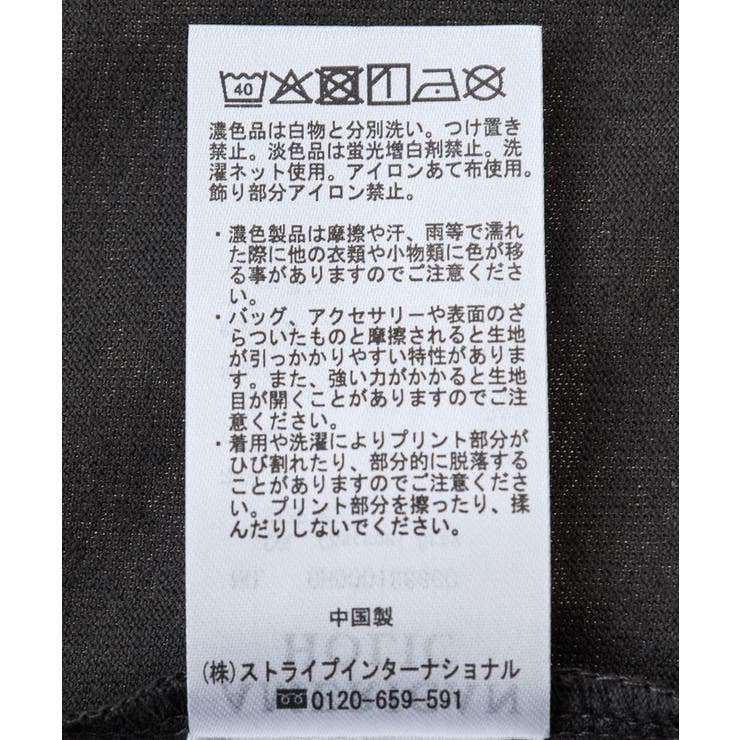 40
濃色品は白物と分別洗い。つけ置き
禁止。淡色品は蛍光増白剤禁止。洗
濯ネット使用。アイロンあて布使用。
飾り部分アイロン禁止。
・濃色製品は摩擦や汗、雨等で濡れ
た際に他の衣類や小物類に色が移
る事がありますのでご注意くださ
い。
・バッグ、アクセサリーや表面のざ
らついたものと摩擦されると生地
が引っかかりやすい特性がありま
す。また、強い力がかかると生地
目が開くことがありますのでご注
意ください。
・着用や洗濯によりプリント部分が
ひび割れたり、部分的に脱落する
ことがありますのでご注意くださ
い。プリント部分を擦ったり、揉
んだりしないでください。
中国製
(株)ストライプインターナショナル
0120-659-591